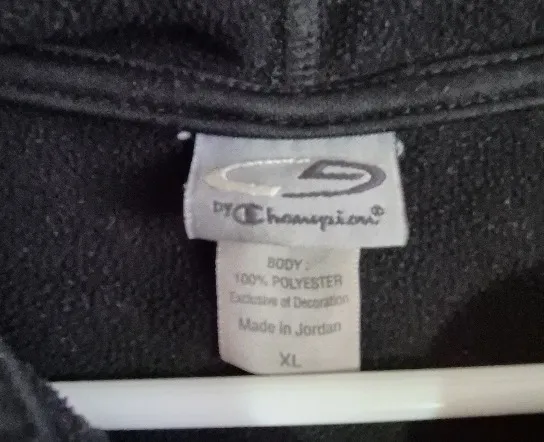 by Champion®
BODY:
100% POLYESTER
Exclusive of Decoration
Made in Jordan
XL